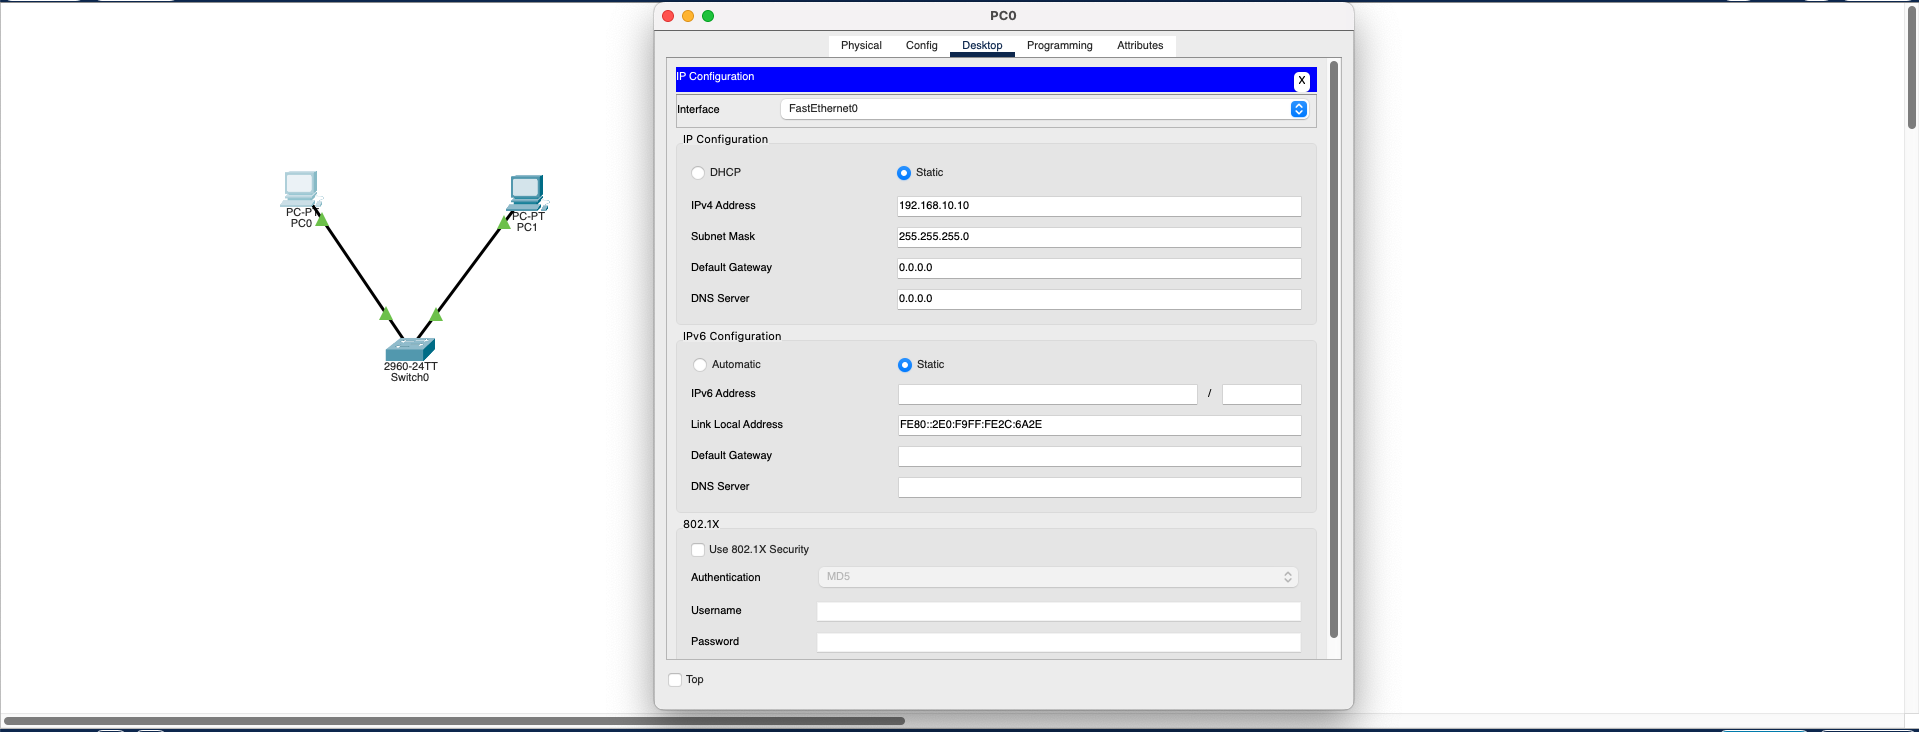 PC0
Physical Config Desktop Programming Attributes
IP Configuration X
Interface FastEthernet0
IP Configuration
DHCP Static
IPv4 Address 192.168.10.10
Subnet Mask 255.255.255.0
Default Gateway 0.0.0.0
DNS Server 0.0.0.0
IPv6 Configuration
Automatic Static
IPv6 Address /
Link Local Address FE80::2E0:F9FF:FE2C:6A2E
Default Gateway
DNS Server
802.1X
Use 802.1X Security
Authentication MD5
Username
Password
Top
PC-PT
PC0
PC-PT
PC1
2960-24TT
Switch0